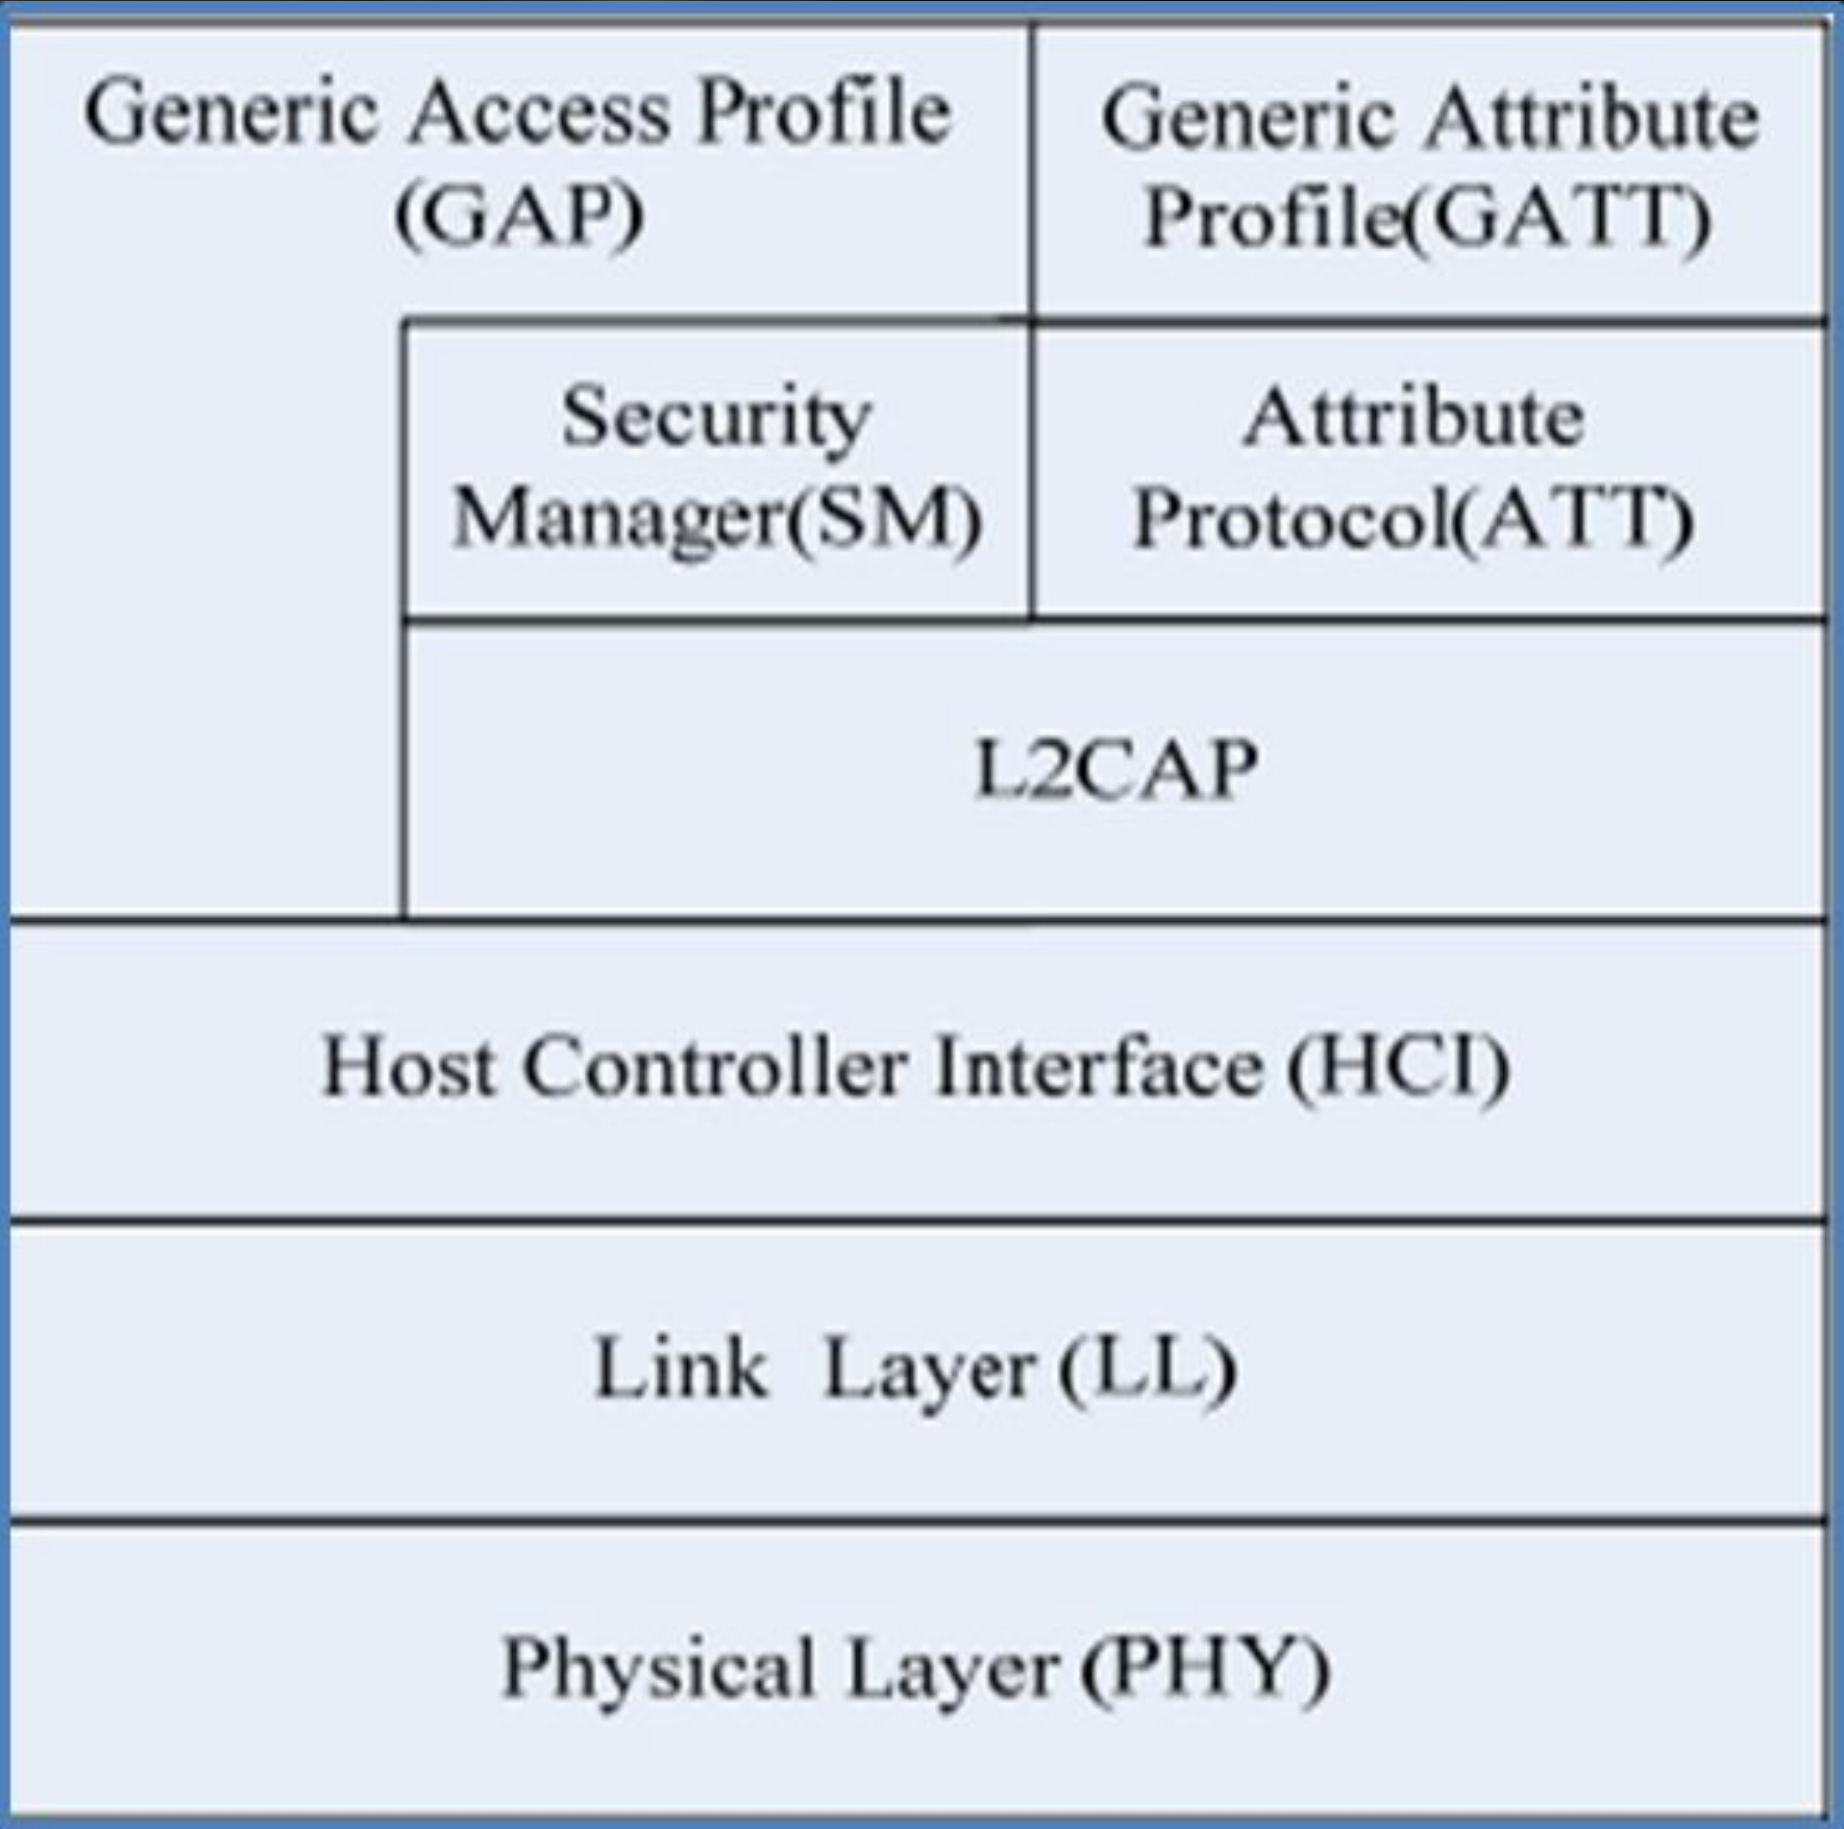 Generic Access Profile
(GAP)
Generic Attribute
Profile(GATT)
Security
Manager(SM)
Attribute
Protocol(ATT)
L2CAP
Host Controller Interface (HCI)
Link Layer (LL)
Physical Layer (PHY)